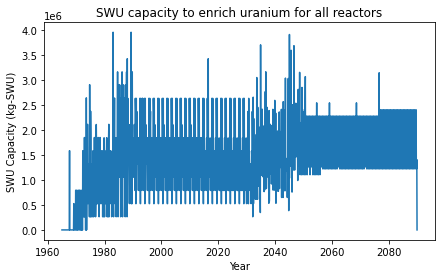 SWU capacity to enrich uranium for all reactors
1e6
4.0
3.5
3.0
2.5
2.0
1.5
1.0
0.5
0.0
SWU Capacity (kg-SWU)
1960 1980 2000 2020 2040 2060 2080
Year